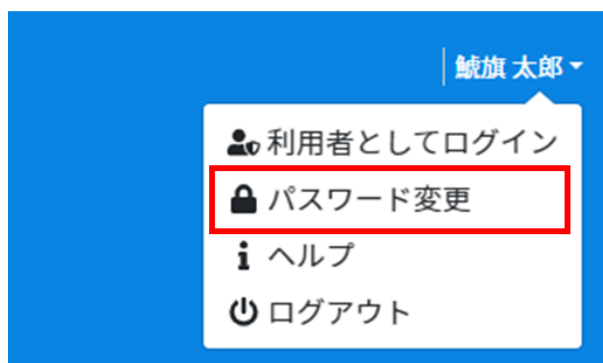 鯱旗 太郎
利用者としてログイン
パスワード変更
ヘルプ
ログアウト